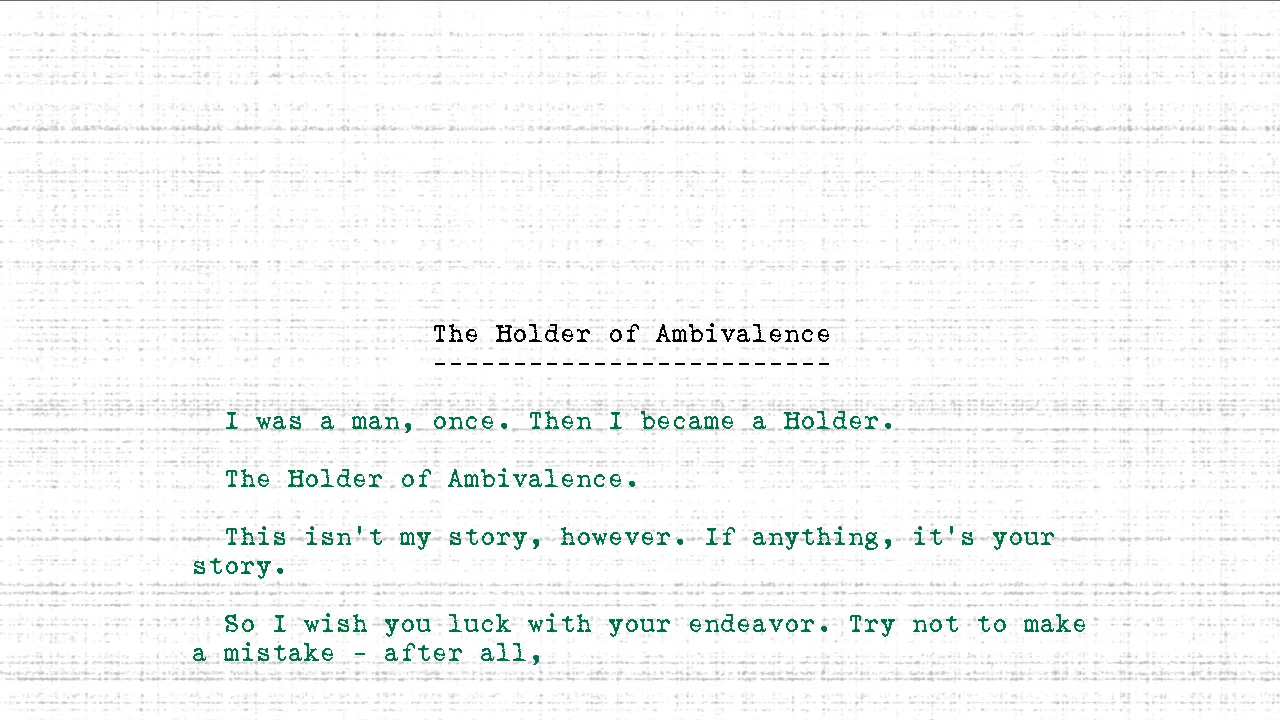 The Holder of Ambivalence
-------------------------
I was a man, once. Then I became a Holder.
The Holder of Ambivalence.
This isn't my story, however. If anything, it's your
story.
So I wish you luck with your endeavor. Try not to make
a mistake - after all,